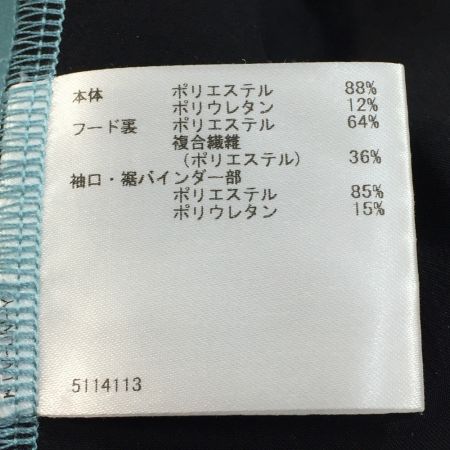 本体 ポリエステル 88%
ポリウレタン 12%
フード裏 ポリエステル 64%
複合繊維
(ポリエステル) 36%
袖口・裾バインダー部
ポリエステル 85%
ポリウレタン 15%
5114113